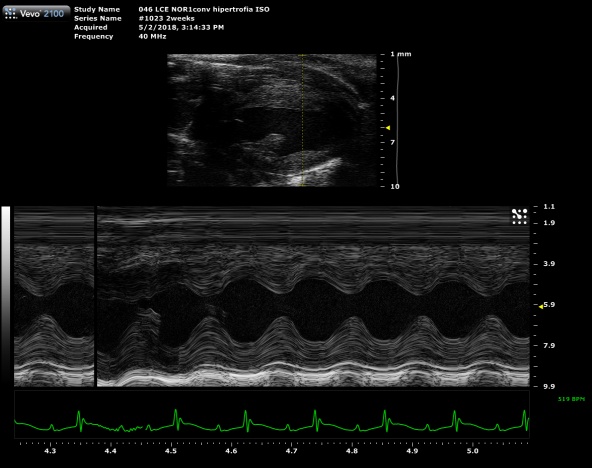 Vevo 2100
Study Name 046 LCE NOR1conv hipertrofia ISO
Series Name #1023 2weeks
Acquired 5/2/2018, 3:14:33 PM
Frequency 40 MHz
1 mm
4
7
10
1.1
1.9
3.9
5.9
7.9
9.9
519 BPM
4.3 4.4 4.5 4.6 4.7 4.8 4.9 5.0